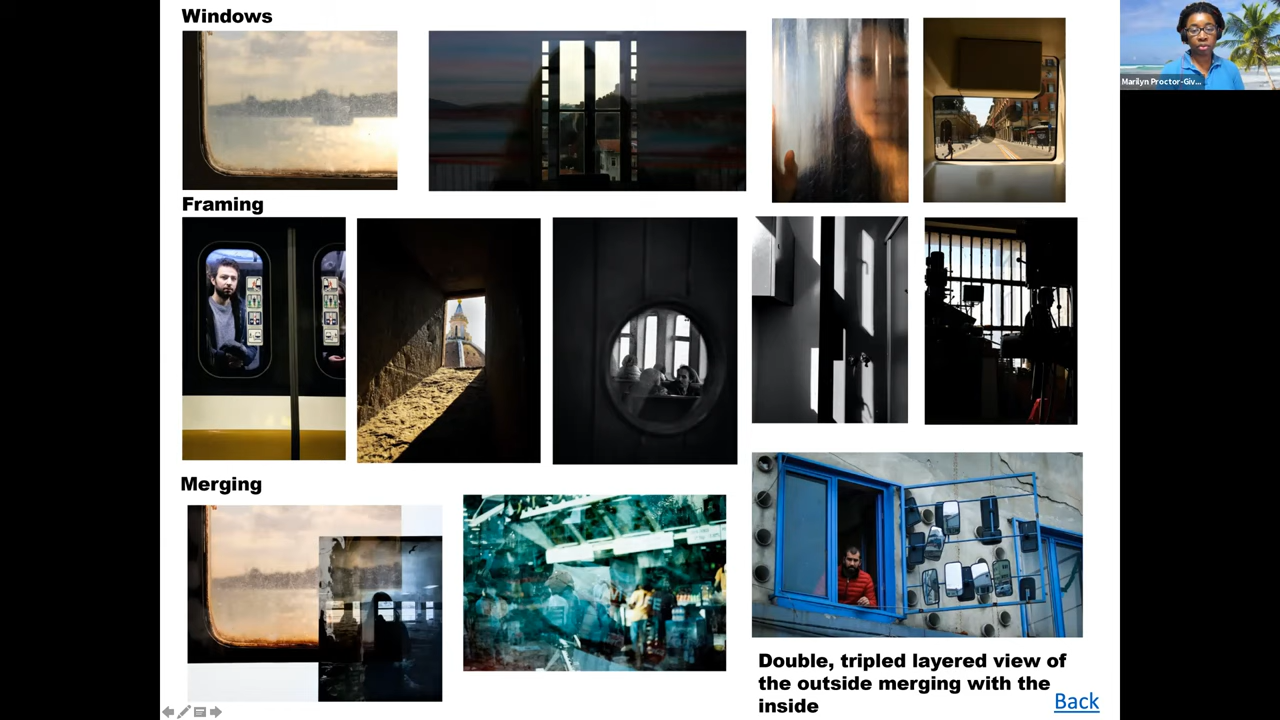 Windows
Marilyn Proctor-Giv...
Framing
Merging
Double, tripled layered view of
the outside merging with the
inside
Back